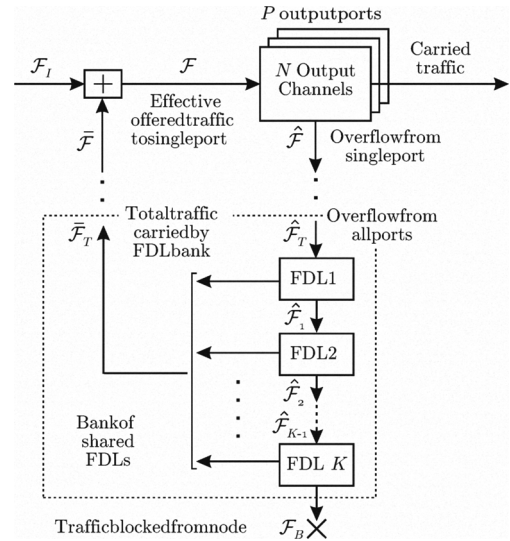 P outputports
Carried
traffic
ℱ_I
+
ℱ
N Output
Channels
Effective
offeredtraffic
tosingleport
ℱ̄
ℱ̂
Overflowfrom
singleport
Totaltraffic
carriedby
FDLbank
ℱ̄_T
ℱ̂_T
Overflowfrom
allports
FDL1
ℱ̂_1
FDL2
ℱ̂_2
ℱ̂_{K-1}
Bankof
shared
FDLs
FDL K
Trafficblockedfromnode
ℱ_B